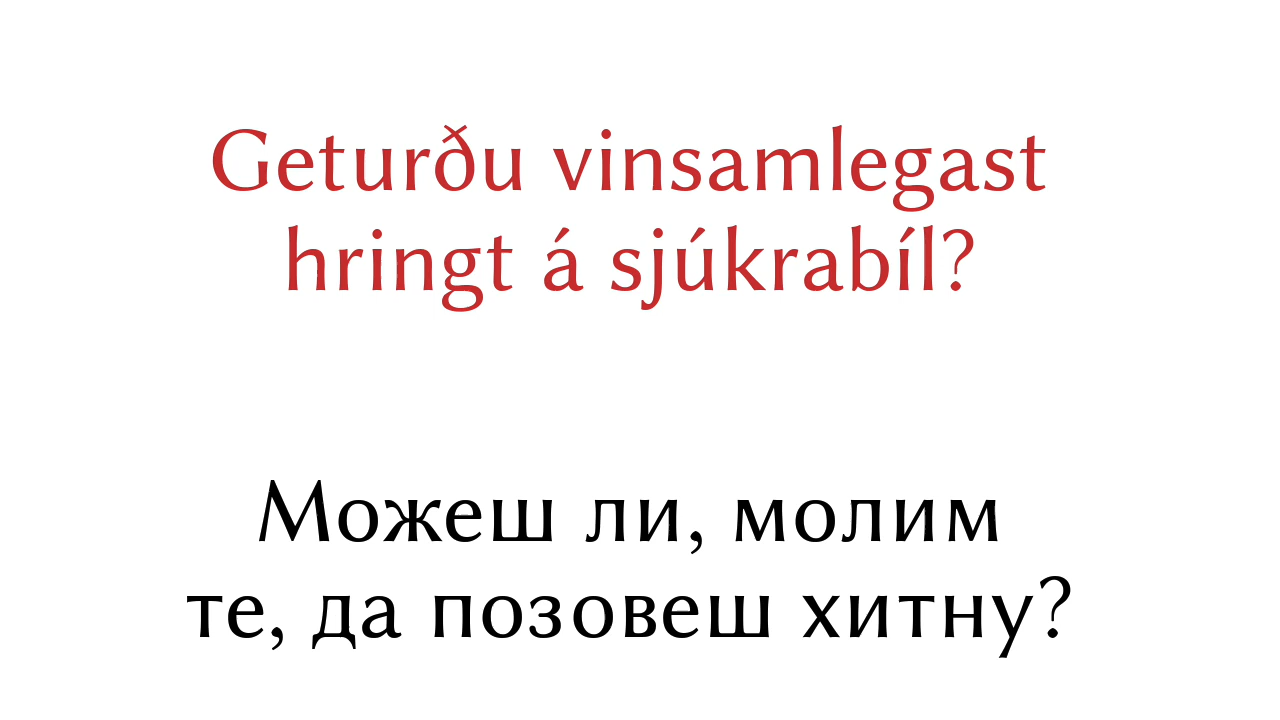 Geturðu vinsamlegast
hringt á sjúkrabíl?
Можеш ли, молим
те, да позовеш хитну?